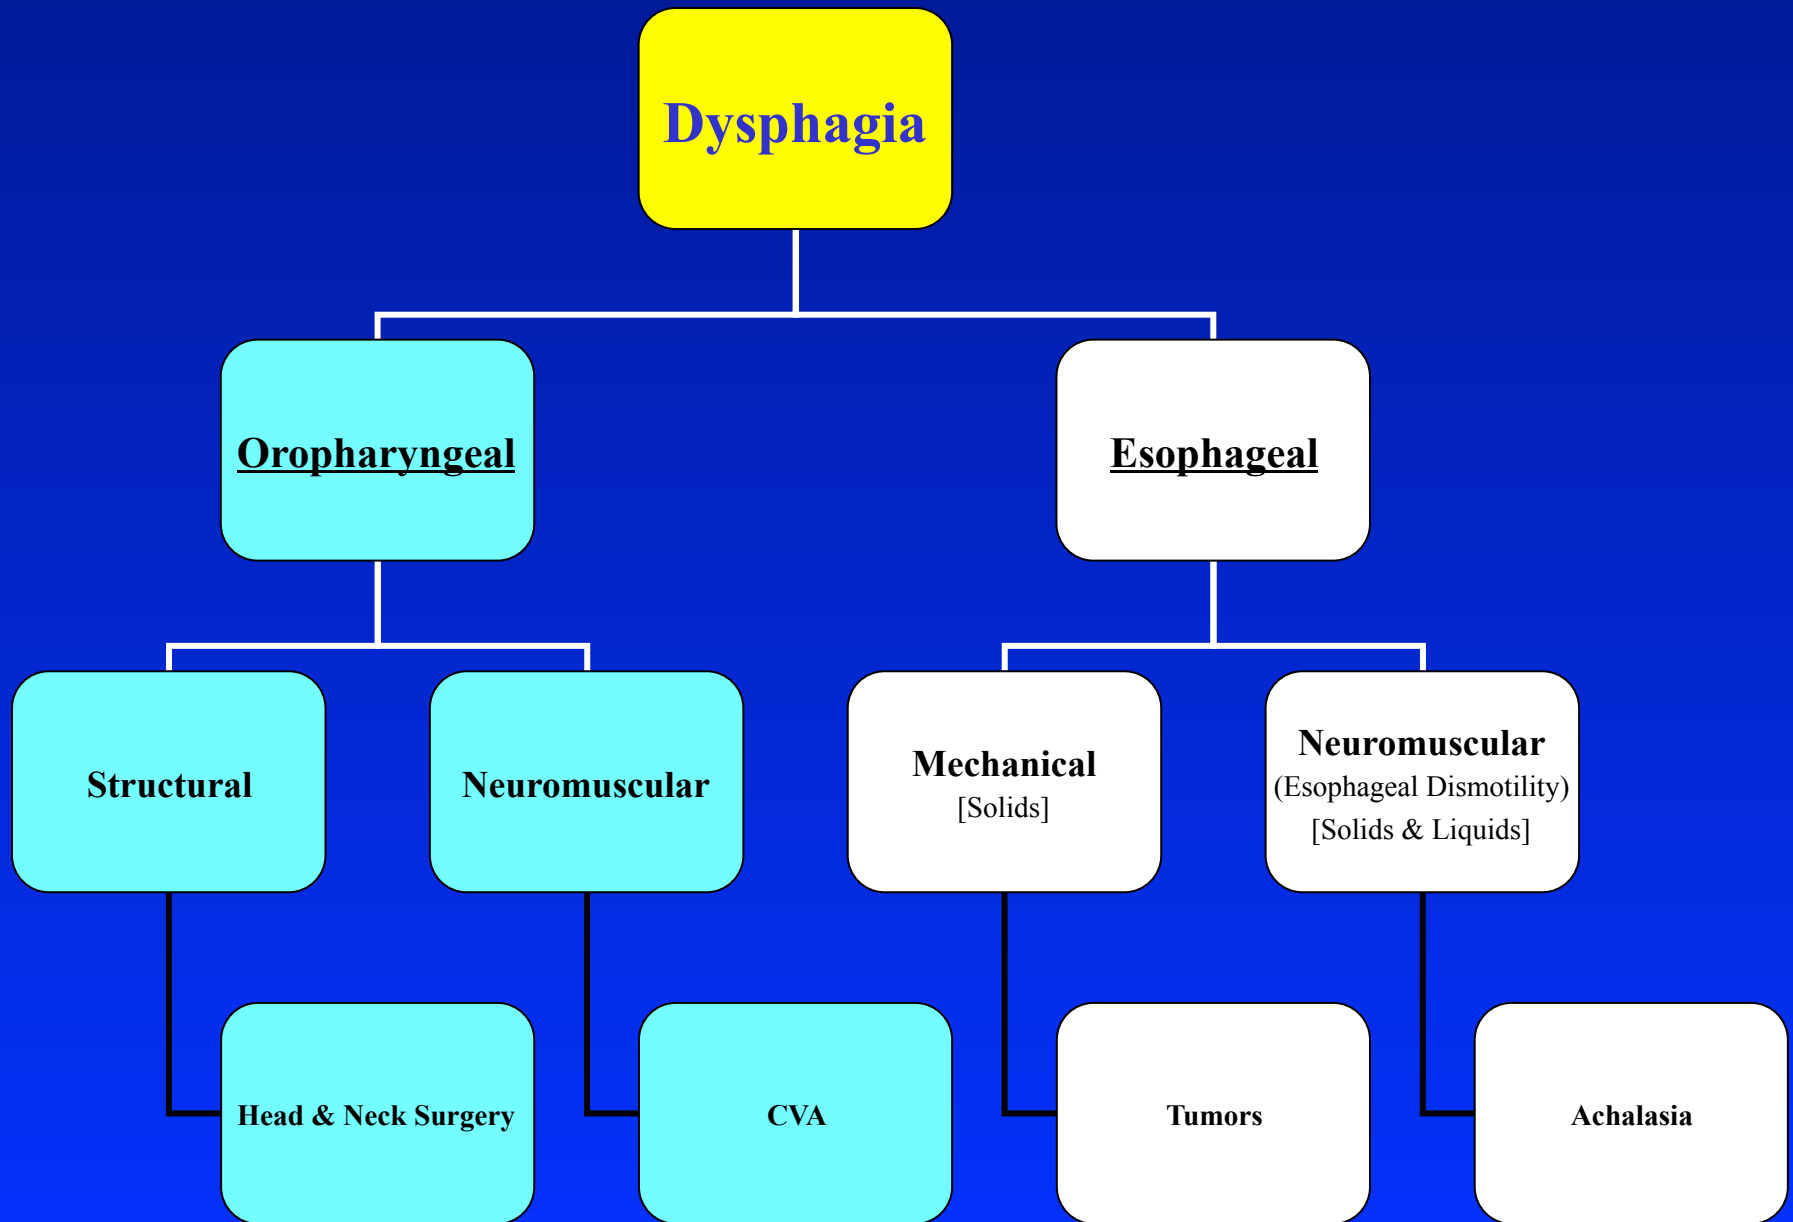 Dysphagia
Oropharyngeal
Esophageal
Structural
Neuromuscular
Mechanical
[Solids]
Neuromuscular
(Esophageal Dismotility)
[Solids & Liquids]
Head & Neck Surgery
CVA
Tumors
Achalasia